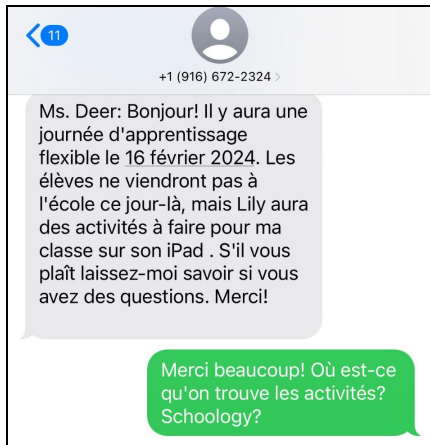 11
+1 (916) 672-2324 >
Ms. Deer: Bonjour! Il y aura une
journée d'apprentissage
flexible le 16 février 2024. Les
élèves ne viendront pas à
l'école ce jour-là, mais Lily aura
des activités à faire pour ma
classe sur son iPad . S'il vous
plaît laissez-moi savoir si vous
avez des questions. Merci!
Merci beaucoup! Où est-ce
qu'on trouve les activités?
Schoology?